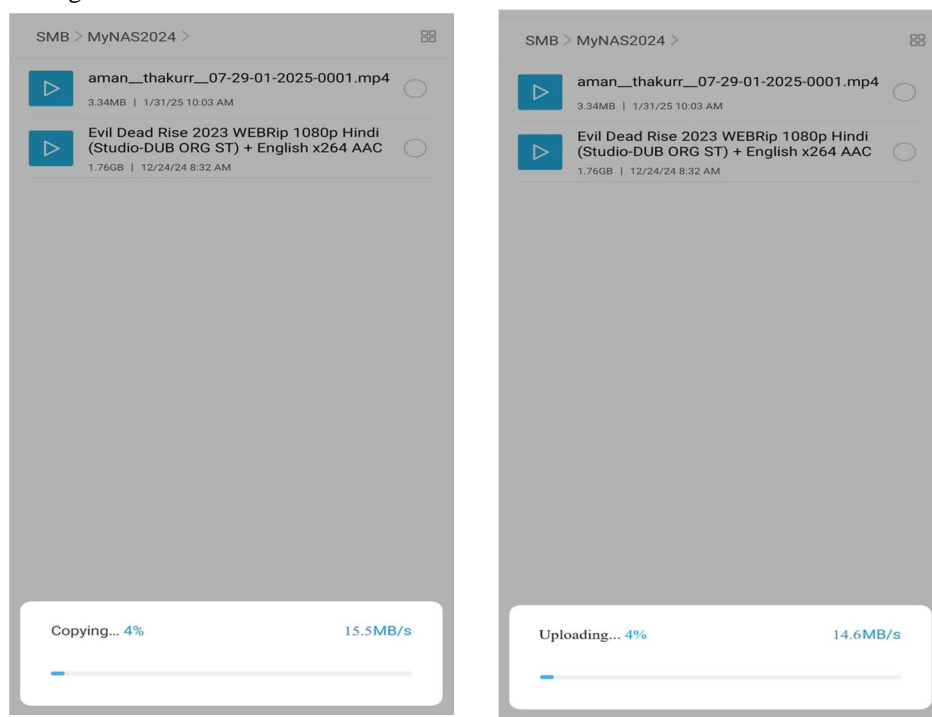 SMB > MyNAS2024 >
aman__thakurr__07-29-01-2025-0001.mp4
3.34MB | 1/31/25 10:03 AM
Evil Dead Rise 2023 WEBRip 1080p Hindi
(Studio-DUB ORG ST) + English x264 AAC
1.76GB | 12/24/24 8:32 AM
Copying... 4% 15.5MB/s
SMB > MyNAS2024 >
aman__thakurr__07-29-01-2025-0001.mp4
3.34MB | 1/31/25 10:03 AM
Evil Dead Rise 2023 WEBRip 1080p Hindi
(Studio-DUB ORG ST) + English x264 AAC
1.76GB | 12/24/24 8:32 AM
Uploading... 4% 14.6MB/s